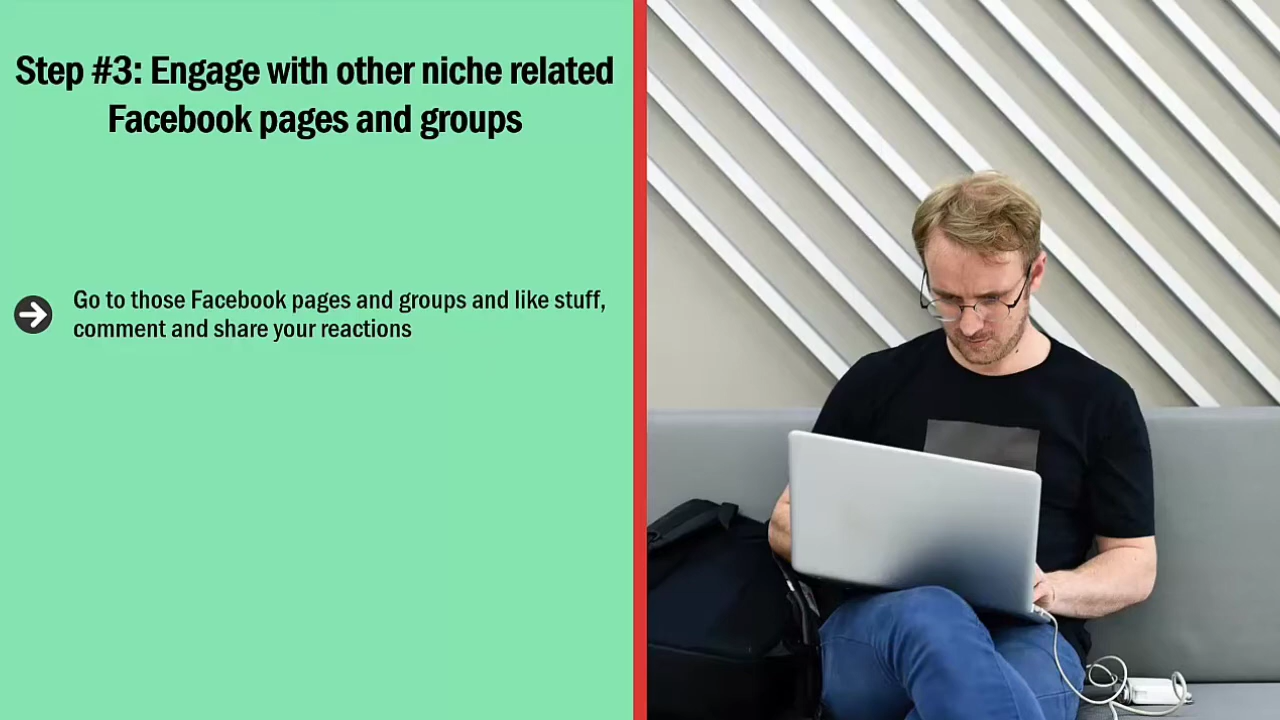 Step #3: Engage with other niche related
Facebook pages and groups
Go to those Facebook pages and groups and like stuff,
comment and share your reactions